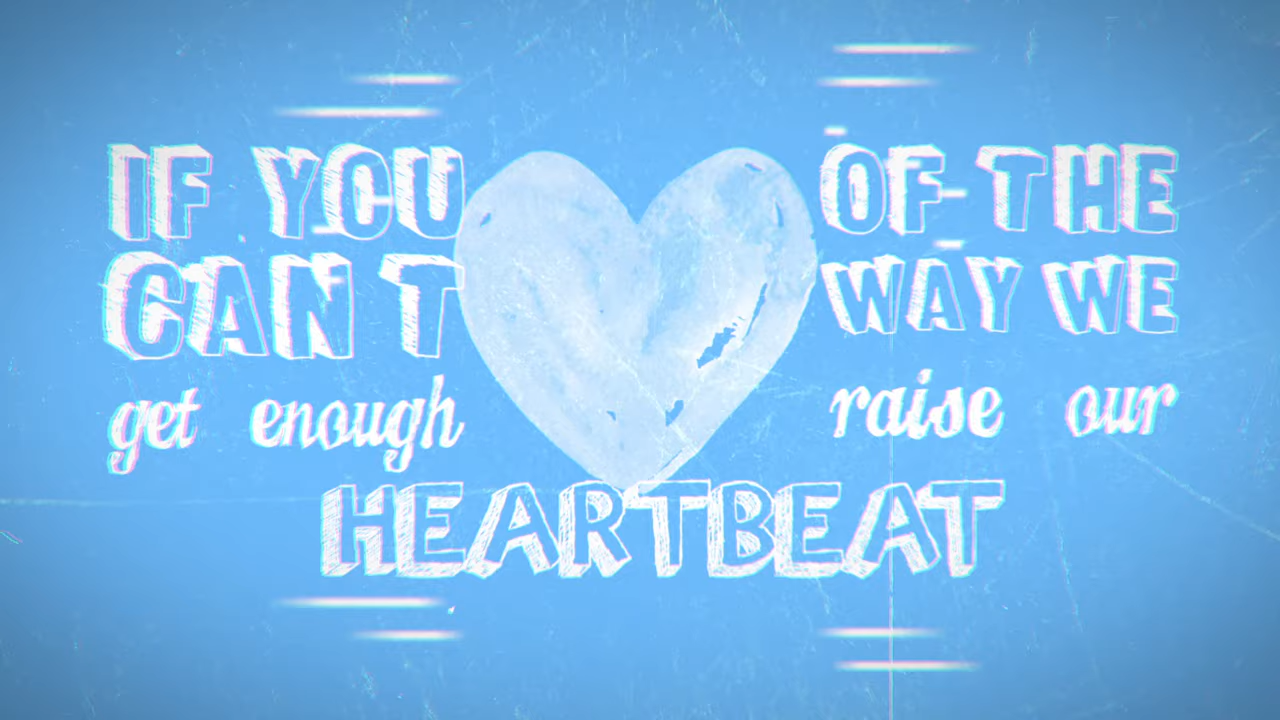 IF YOU
CAN T
get enough
OF THE
WAY WE
raise our
HEARTBEAT